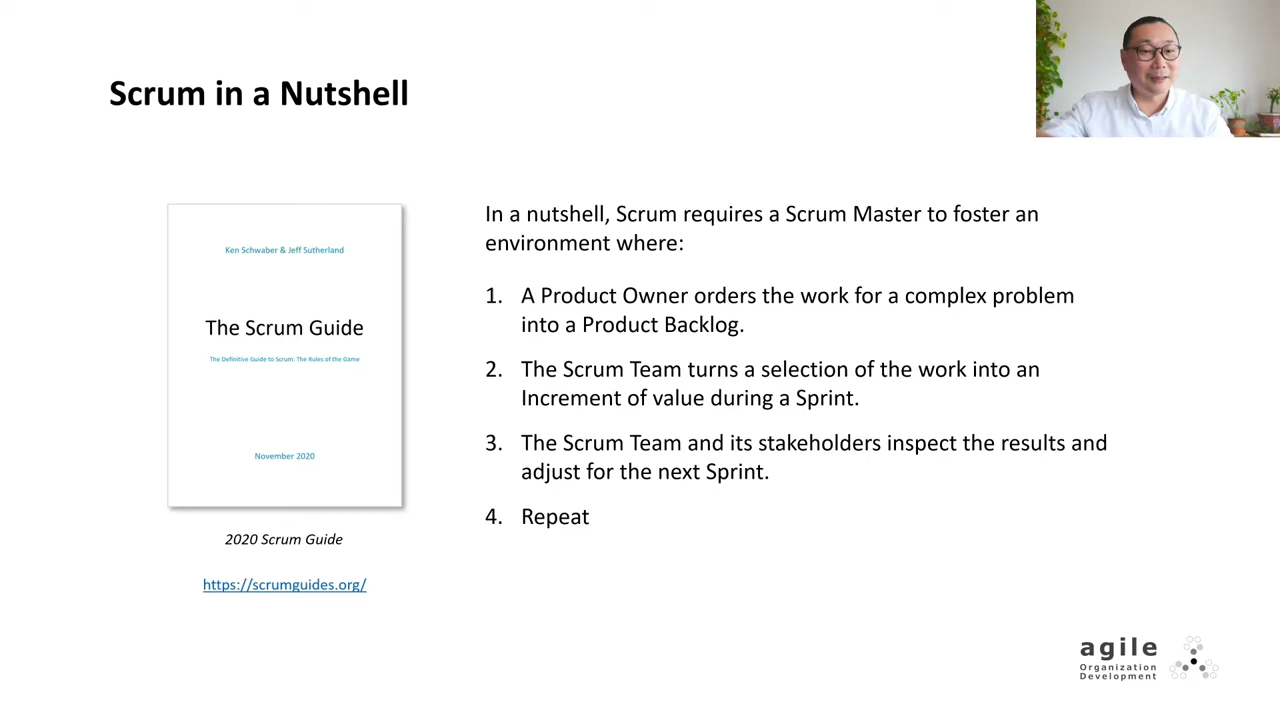 Scrum in a Nutshell
Ken Schwaber & Jeff Sutherland
The Scrum Guide
The Definitive Guide to Scrum: The Rules of the Game
November 2020
2020 Scrum Guide
https://scrumguides.org/
In a nutshell, Scrum requires a Scrum Master to foster an
environment where:
1. A Product Owner orders the work for a complex problem
into a Product Backlog.
2. The Scrum Team turns a selection of the work into an
Increment of value during a Sprint.
3. The Scrum Team and its stakeholders inspect the results and
adjust for the next Sprint.
4. Repeat
agile
Organization
Development